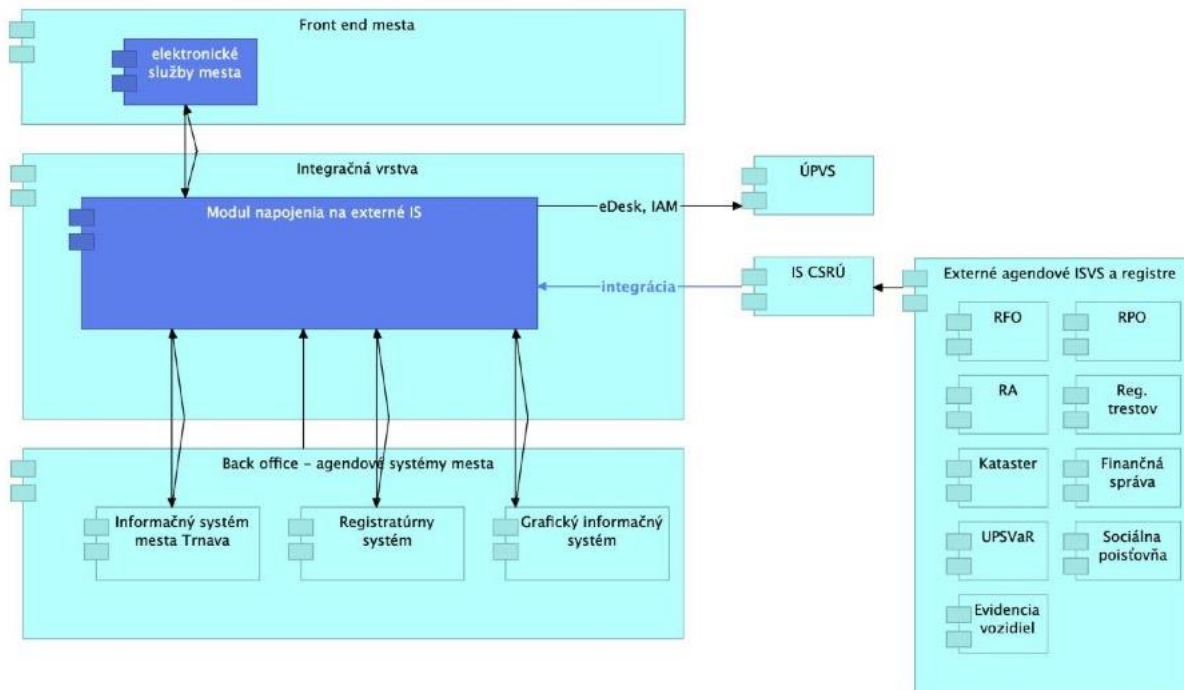 Front end mesta
elektronické
služby mesta
Integračná vrstva
Modul napojenia na externé IS
eDesk, IAM
ÚPVS
integrácia
IS CSRÚ
Externé agendové ISVS a registre
RFO
RPO
RA
Reg.
trestov
Kataster
Finančná
správa
UPSVaR
Sociálna
poisťovňa
Evidencia
vozidiel
Back office – agendové systémy mesta
Informačný systém
mesta Trnava
Registratúrny
systém
Grafický informačný
systém